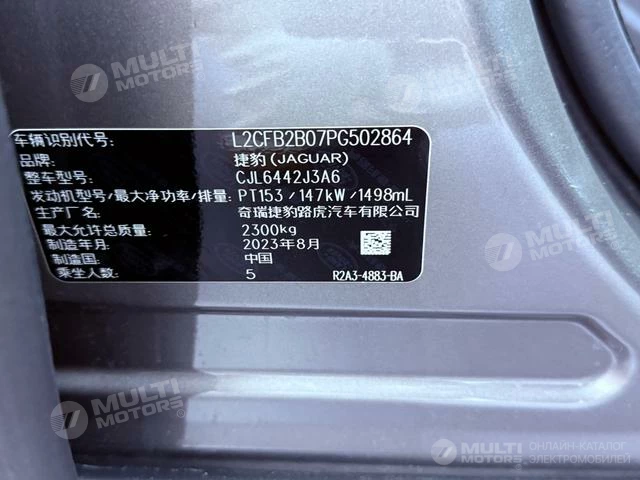 车辆识别代号: L2CFB2B07PG502864
品牌: 捷豹(JAGUAR)
整车型号: CJL6442J3A6
发动机型号/最大净功率/排量: PT153/147kW/1498mL
生产厂名: 奇瑞捷豹路虎汽车有限公司
最大允许总质量: 2300kg
制造年月: 2023年8月
制造国: 中国
乘坐人数: 5
R2A3-4883-BA
MULTI MOTORS
MULTI MOTORS
MULTI MOTORS
MULTI MOTORS
MULTI MOTORS
ОНЛАЙН-КАТАЛОГ
ЭЛЕКТРОМОБИЛЕЙ